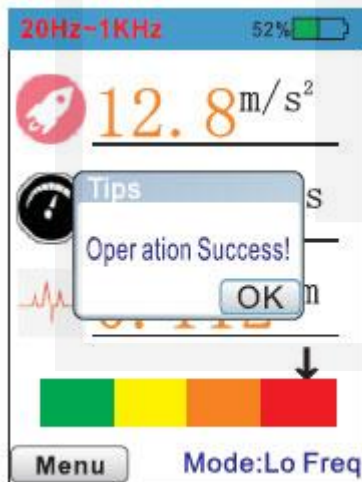 20Hz~1KHz 52%
12.8m/s²
Tips
s
Operation Success!
OK
m
Menu Mode:Lo Freq